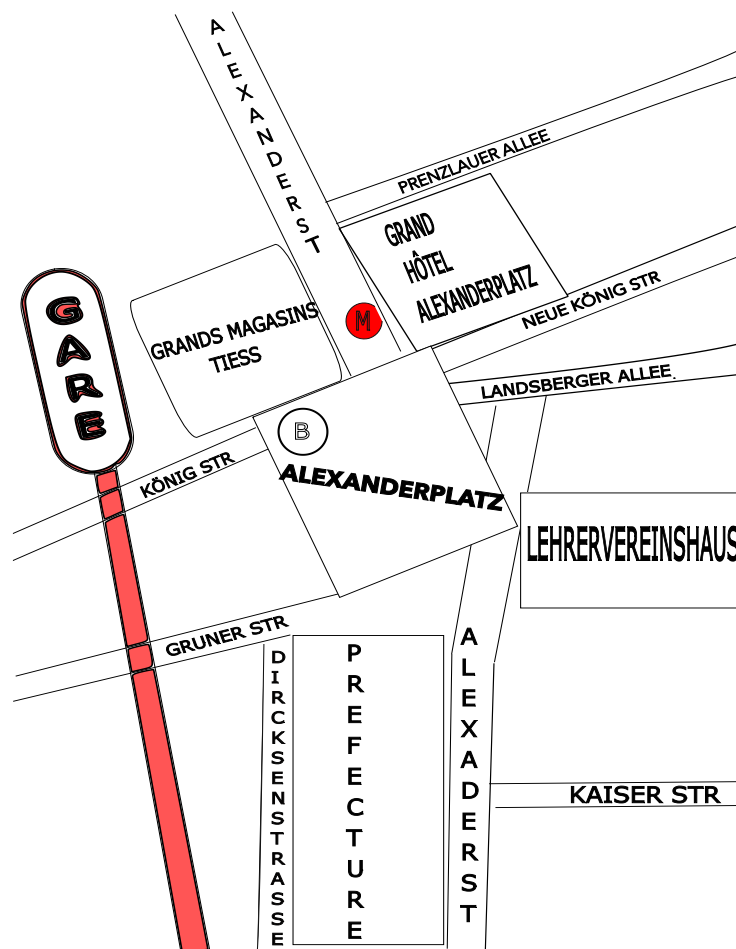 ALEXANDERST
PRENZLAUER ALLEE
GRAND
HÔTEL
ALEXANDERPLATZ
NEUE KÖNIG STR
GARE
GRANDS MAGASINS
TIESS
M
LANDSBERGER ALLEE.
B
ALEXANDERPLATZ
KÖNIG STR
LEHRERVEREINSHAUS
GRUNER STR
DIRCKSENSTRASSE
PREFECTURE
ALEXADERST
KAISER STR